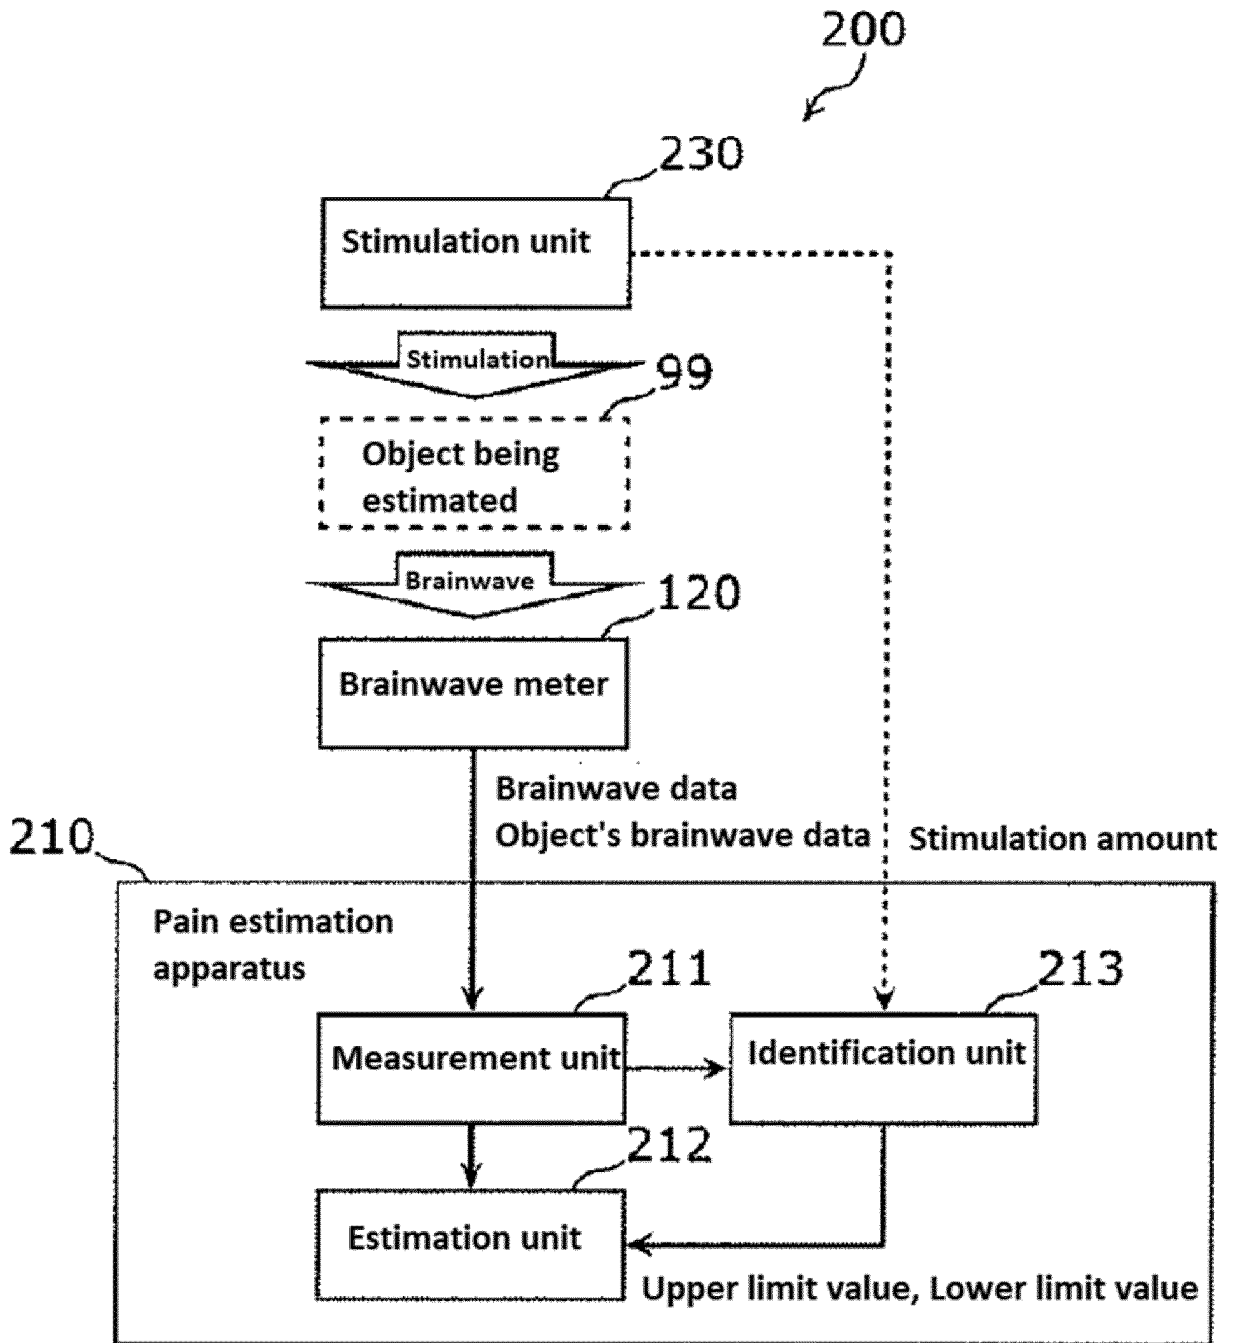 200
230
Stimulation unit
Stimulation
99
Object being
estimated
Brainwave
120
Brainwave meter
Brainwave data
Object's brainwave data
Stimulation amount
210
Pain estimation
apparatus
211
213
Measurement unit
Identification unit
212
Estimation unit
Upper limit value, Lower limit value